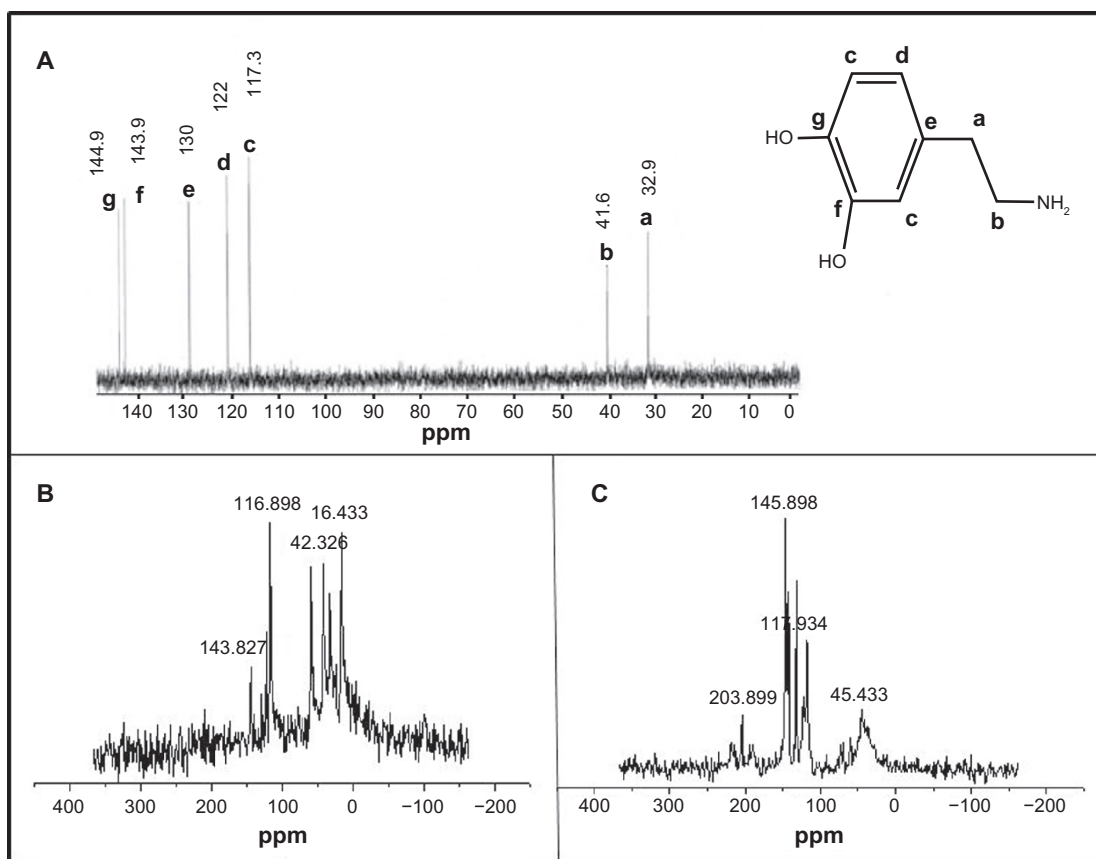 A
144.9
143.9
130
122
117.3
41.6
32.9
g
f
e
d
c
b
a
140 130 120 110 100 90 80 70 60 50 40 30 20 10 0
ppm
c d
g e a
HO
f c b NH₂
HO
B
116.898
16.433
42.326
143.827
400 300 200 100 0 −100 −200
ppm
C
145.898
117.934
203.899
45.433
400 300 200 100 0 −100 −200
ppm